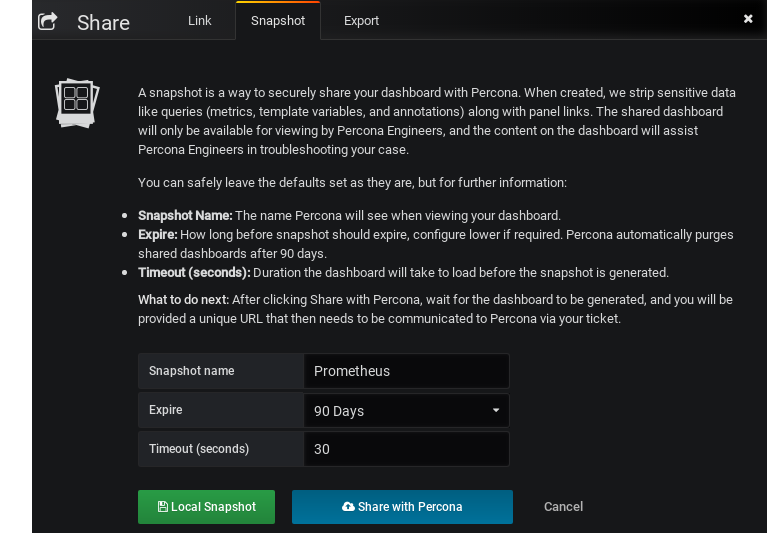 Share
Link
Snapshot
Export
A snapshot is a way to securely share your dashboard with Percona. When created, we strip sensitive data
like queries (metrics, template variables, and annotations) along with panel links. The shared dashboard
will only be available for viewing by Percona Engineers, and the content on the dashboard will assist
Percona Engineers in troubleshooting your case.
You can safely leave the defaults set as they are, but for further information:
Snapshot Name: The name Percona will see when viewing your dashboard.
Expire: How long before snapshot should expire, configure lower if required. Percona automatically purges
shared dashboards after 90 days.
Timeout (seconds): Duration the dashboard will take to load before the snapshot is generated.
What to do next: After clicking Share with Percona, wait for the dashboard to be generated, and you will be
provided a unique URL that then needs to be communicated to Percona via your ticket.
Snapshot name
Prometheus
Expire
90 Days
Timeout (seconds)
30
Local Snapshot
Share with Percona
Cancel